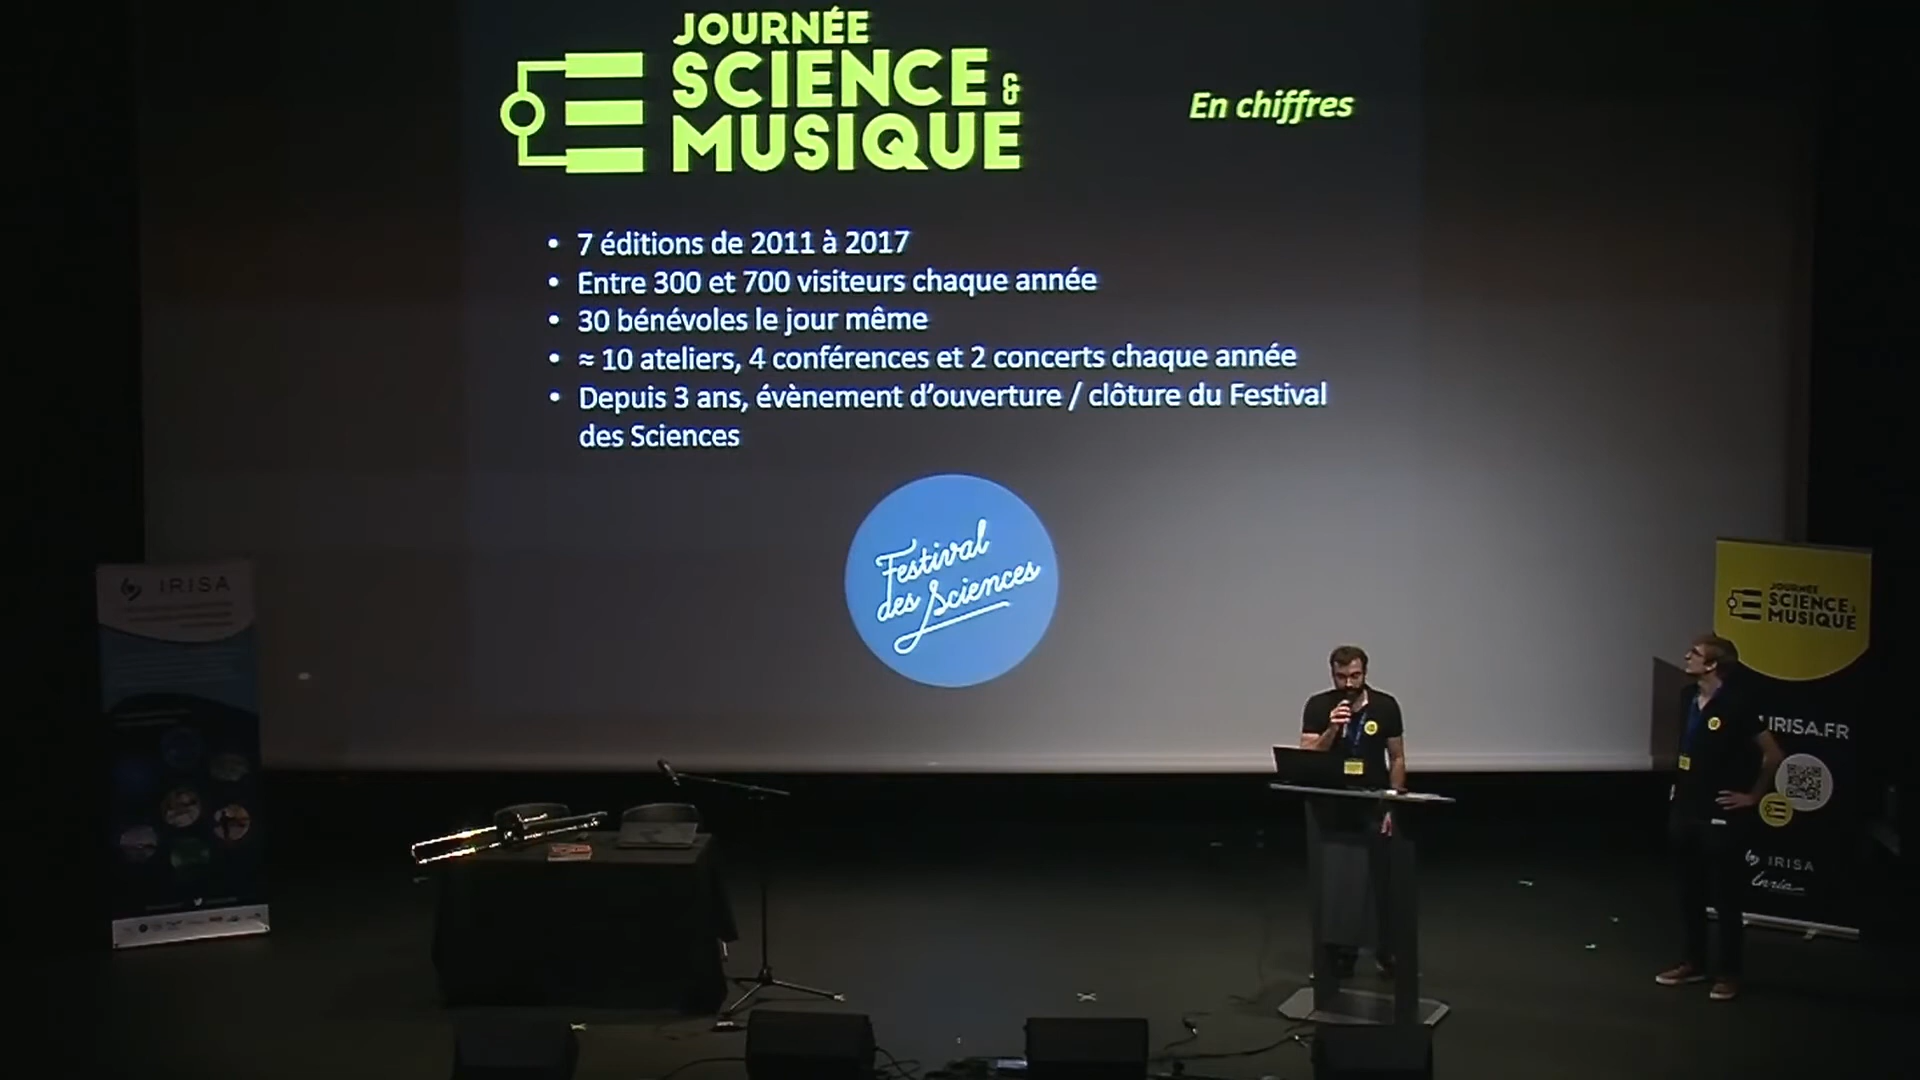 JOURNÉE
SCIENCE &
MUSIQUE
En chiffres
• 7 éditions de 2011 à 2017
• Entre 300 et 700 visiteurs chaque année
• 30 bénévoles le jour même
• ≈ 10 ateliers, 4 conférences et 2 concerts chaque année
• Depuis 3 ans, évènement d’ouverture / clôture du Festival
des Sciences
Festival
des Sciences
IRISA
JOURNÉE
SCIENCE &
MUSIQUE
IRISA.FR
IRISA
Inria